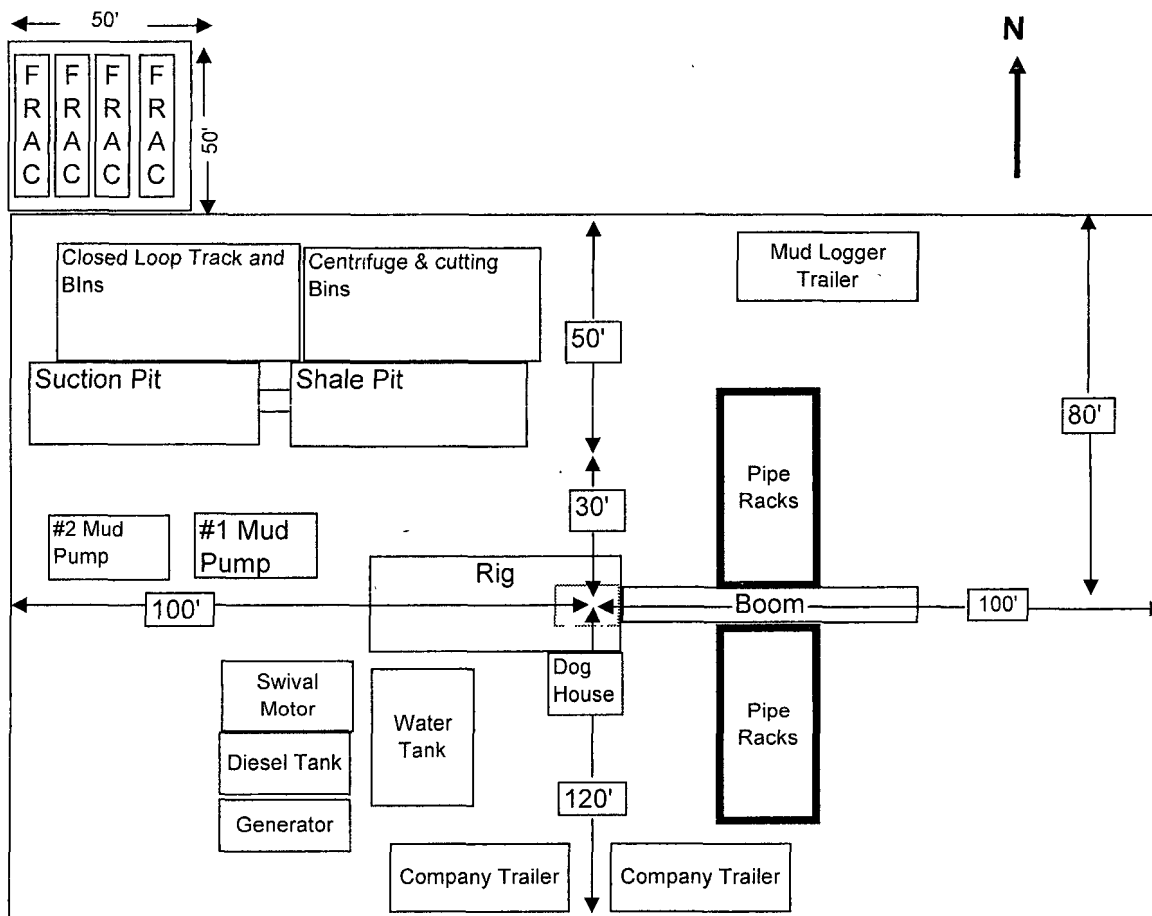 50'
N
F F F F
R R R R
A A A A
C C C C
50'
Closed Loop Track and
BIns
Centrifuge & cutting
Bins
Mud Logger
Trailer
50'
Suction Pit
Shale Pit
80'
Pipe
Racks
30'
#2 Mud
Pump
#1 Mud
Pump
Rig
100'
Boom
100'
Dog
House
Swival
Motor
Water
Tank
Pipe
Racks
Diesel Tank
120'
Generator
Company Trailer
Company Trailer